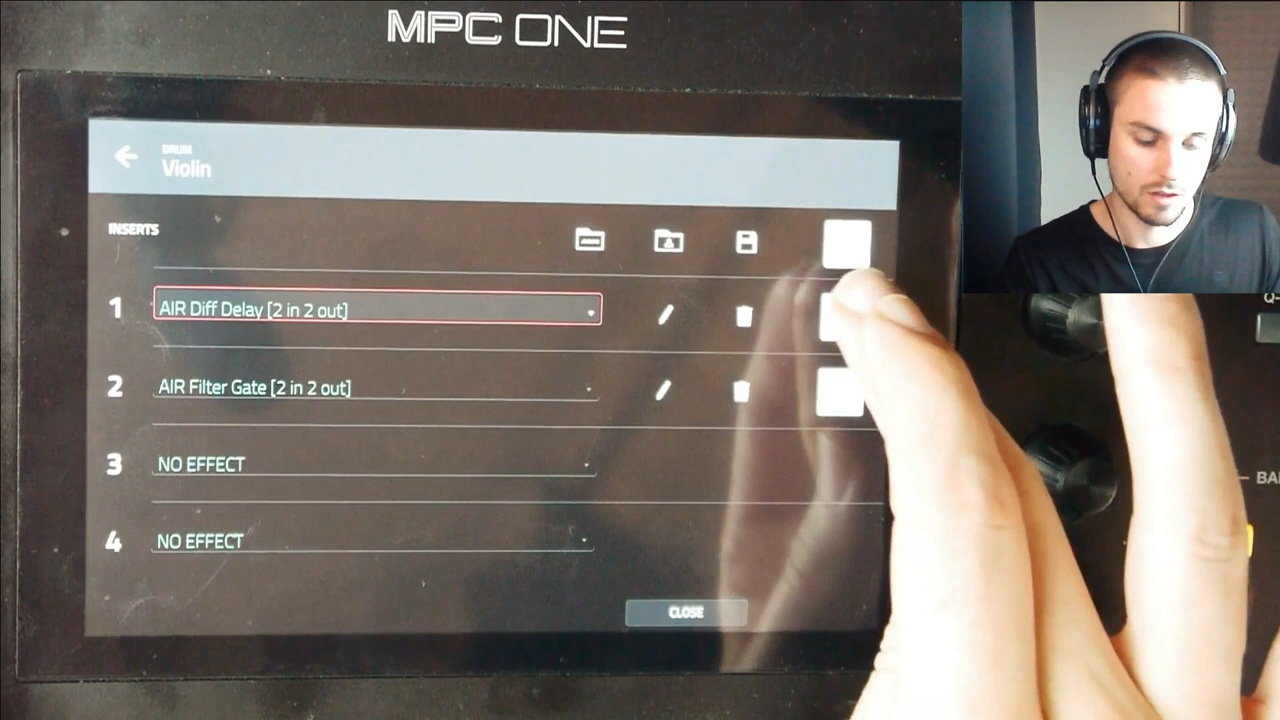 MPC ONE
DRUM
Violin
INSERTS
1 AIR Diff Delay [2 in 2 out]
2 AIR Filter Gate [2 in 2 out]
3 NO EFFECT
4 NO EFFECT
CLOSE